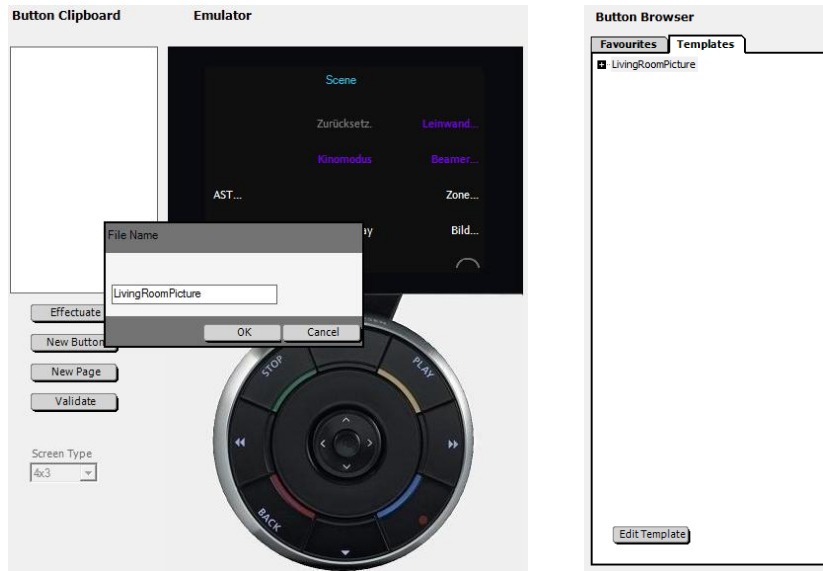 Button Clipboard
Emulator
Scene
Zurücksetz.
Leinwand...
Kinomodus
Beamer...
AST...
Zone...
Bild...
File Name
LivingRoomPicture
OK
Cancel
Effectuate
New Button
New Page
Validate
Screen Type
4x3
STOP
PLAY
BACK
Button Browser
Favourites
Templates
LivingRoomPicture
Edit Template